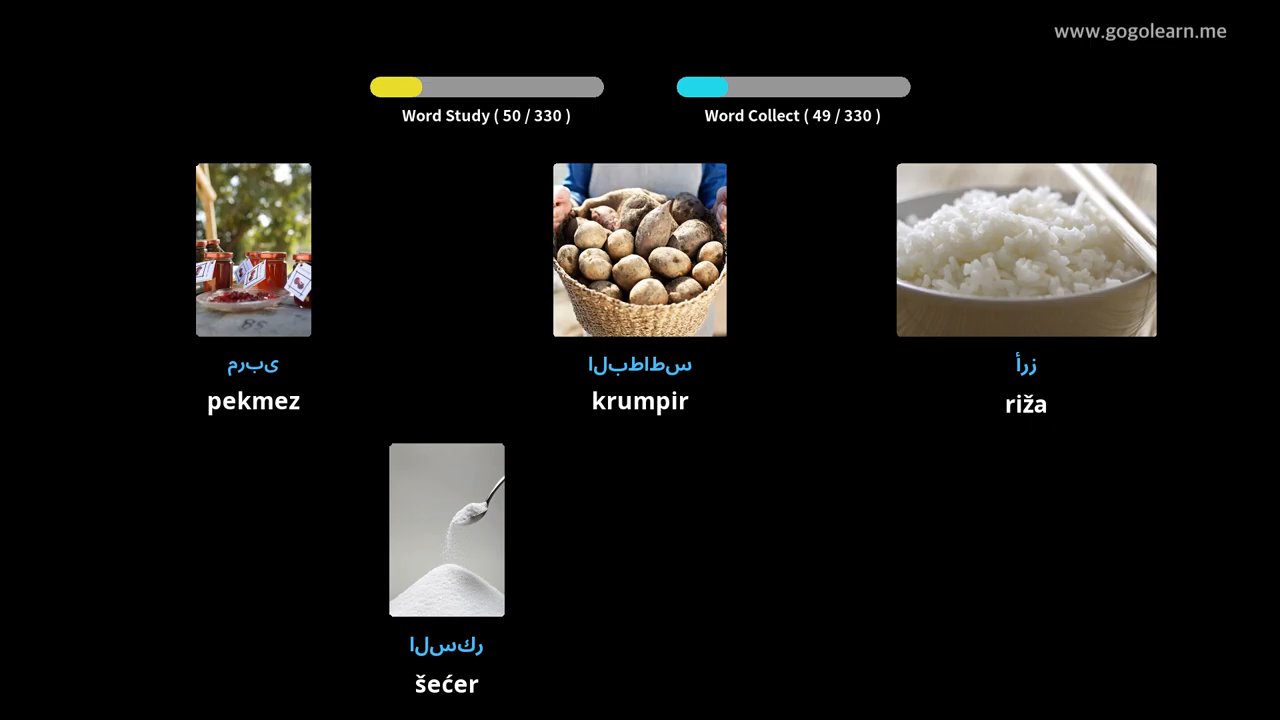 www.gogolearn.me
Word Study ( 50 / 330 )
Word Collect ( 49 / 330 )
مربى
pekmez
البطاطس
krumpir
أرز
riža
السكر
šećer